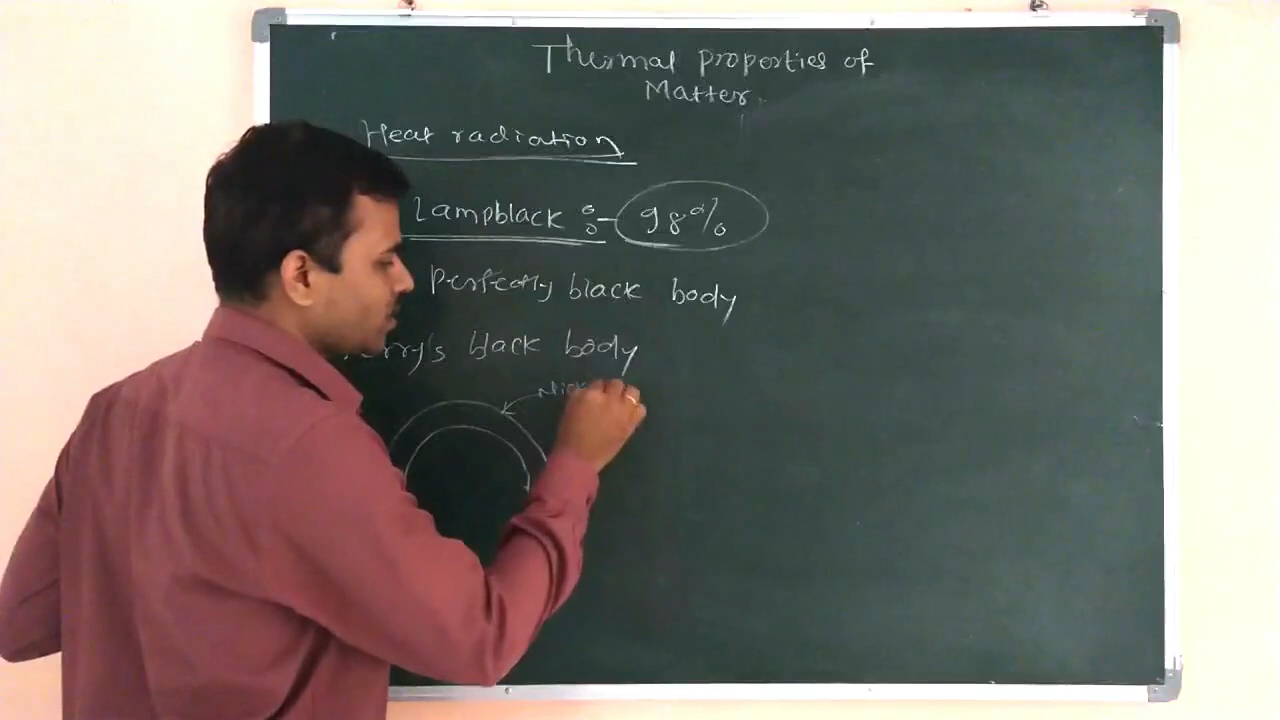 Thermal properties of
Matter
Heat radiation
Lampblack :- 98%
Perfectly black body
black body